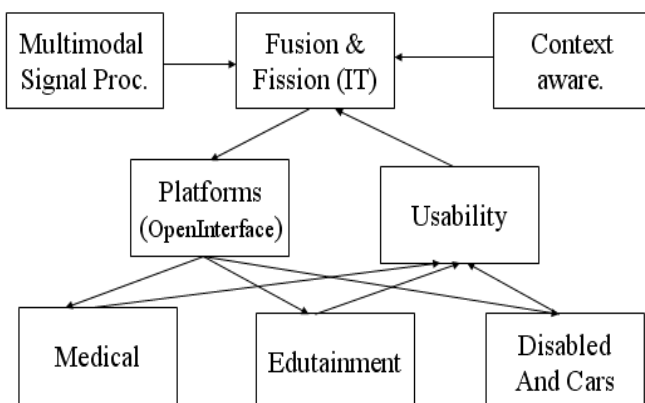 Multimodal
Signal Proc.
Fusion &
Fission (IT)
Context
aware.
Platforms
(OpenInterface)
Usability
Medical
Edutainment
Disabled
And Cars